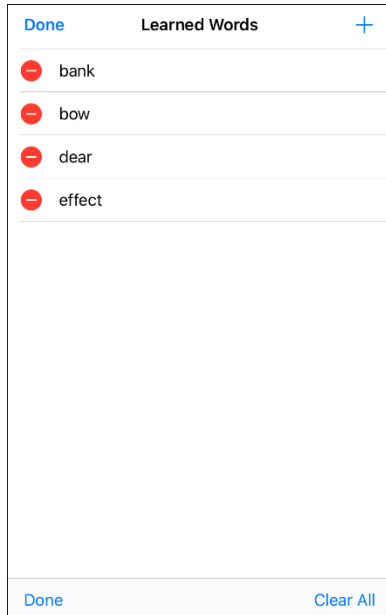 Done Learned Words +
bank
bow
dear
effect
Done Clear All